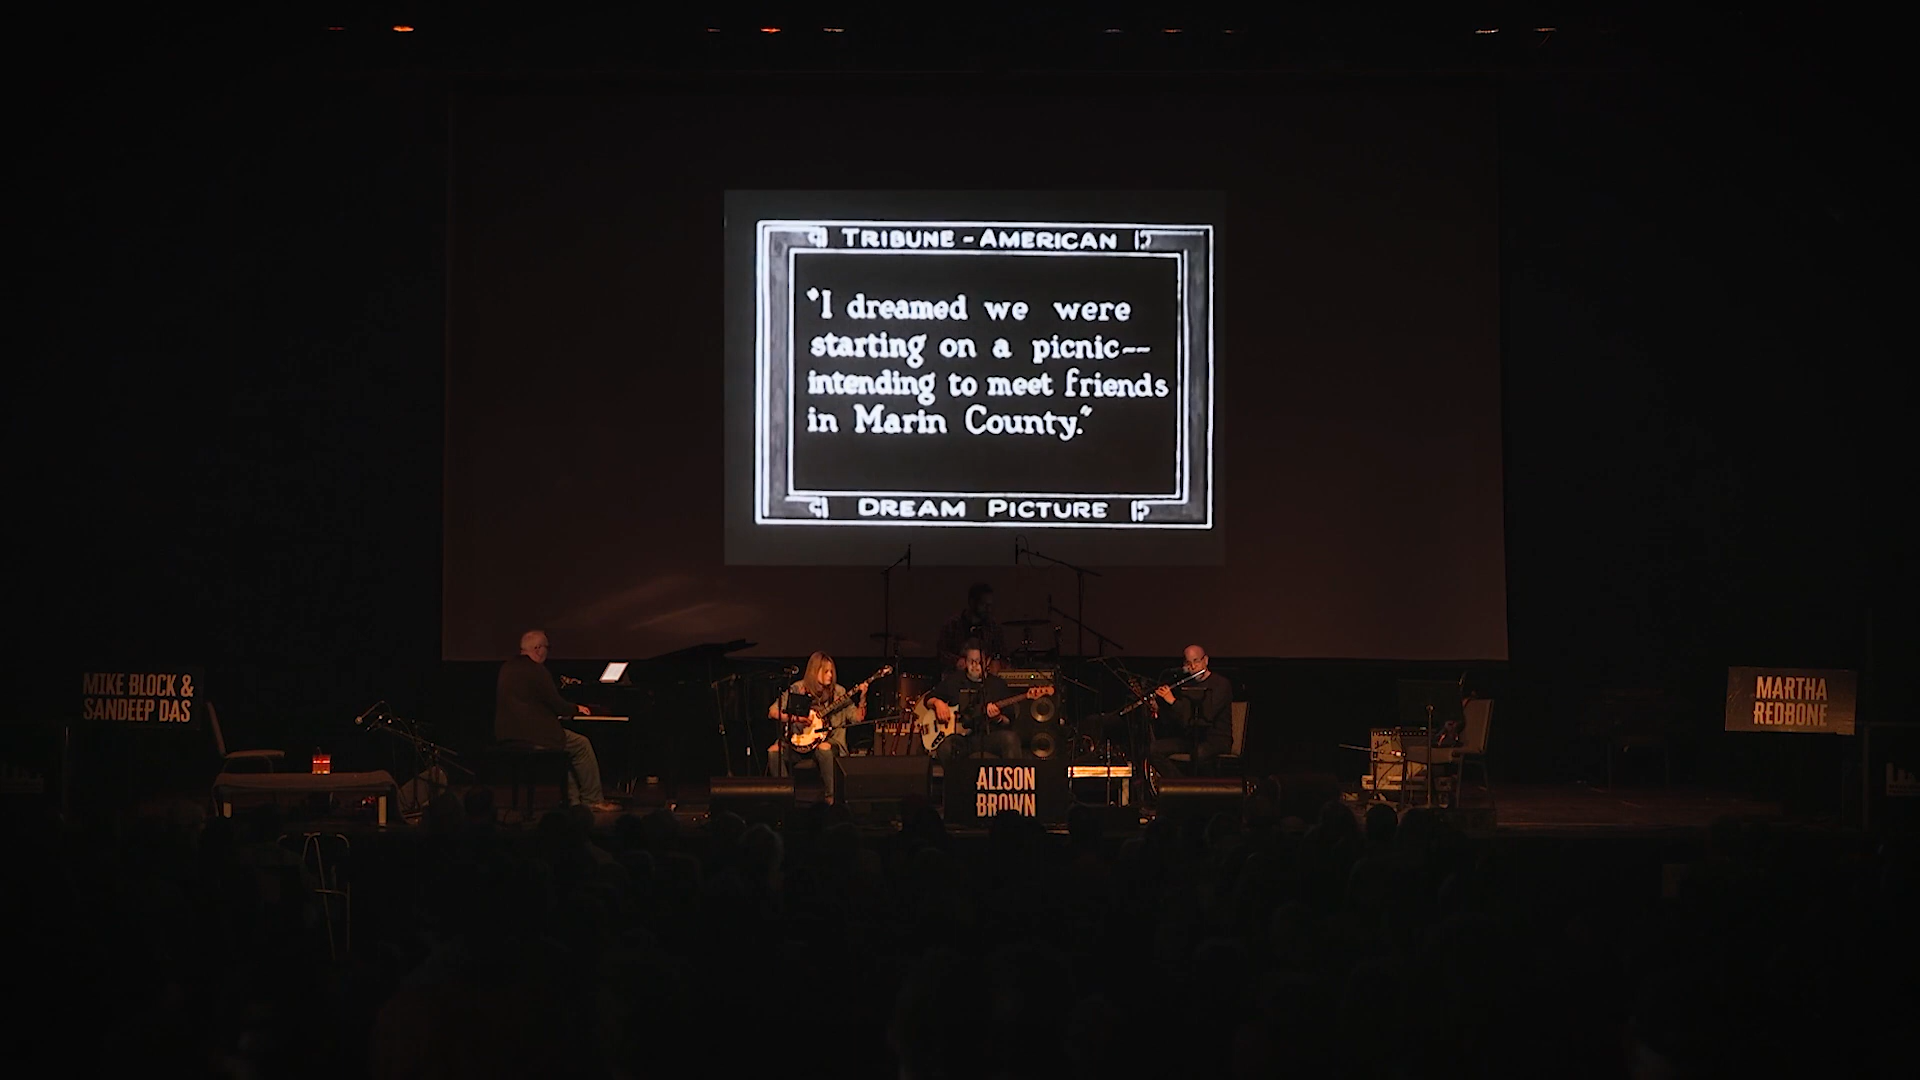 TRIBUNE - AMERICAN
"I dreamed we were
starting on a picnic--
intending to meet friends
in Marin County."
DREAM PICTURE
MIKE BLOCK &
SANDEEP DAS
ALISON
BROWN
MARTHA
REDBONE